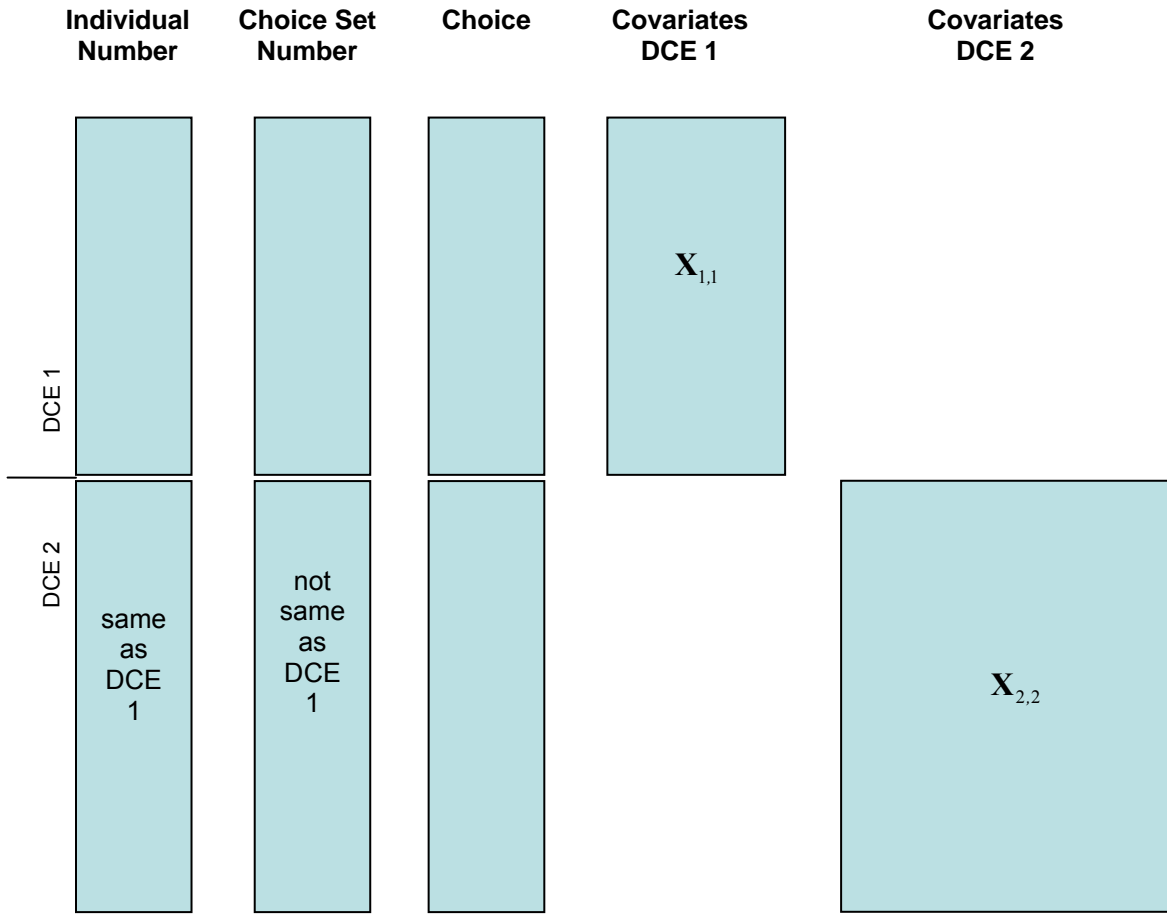 Individual
Number
Choice Set
Number
Choice
Covariates
DCE 1
Covariates
DCE 2
DCE 1
X1,1
DCE 2
same
as
DCE
1
not
same
as
DCE
1
X2,2